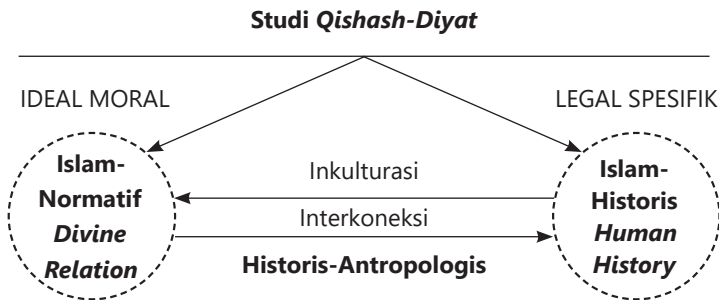 Studi Qishash-Diyat
IDEAL MORAL
LEGAL SPESIFIK
Islam-
Normatif
Divine
Relation
Inkulturasi
Interkoneksi
Historis-Antropologis
Islam-
Historis
Human
History